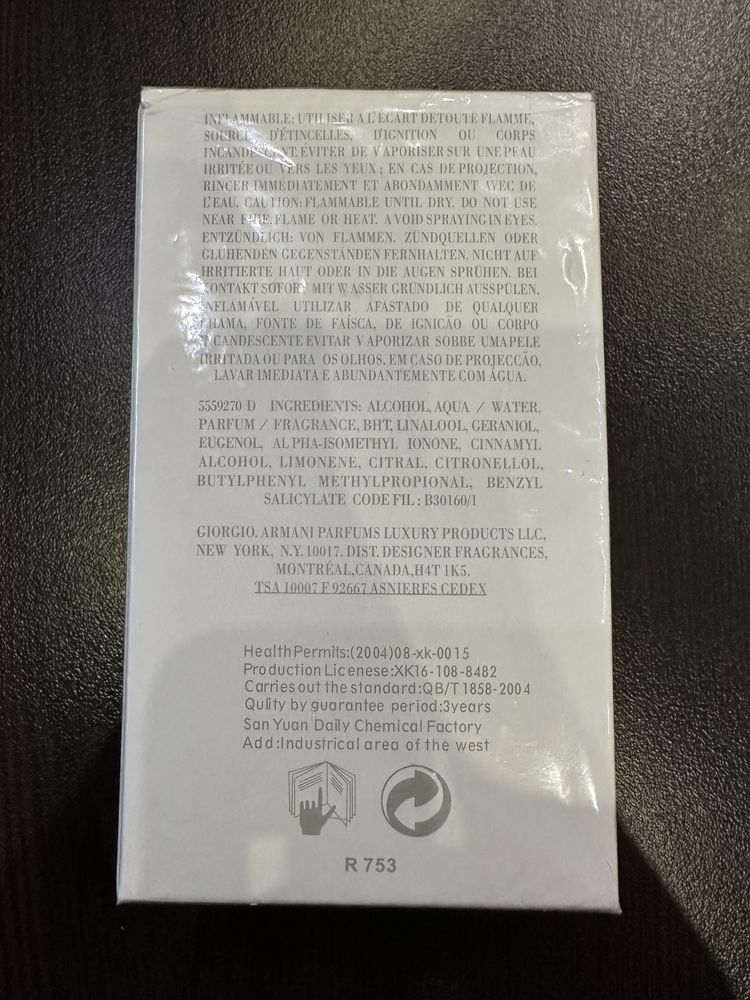 INFLAMMABLE: UTILISER A L'ECART DETOUTE FLAMME,
SOURCE D'ÉTINCELLES, D'IGNITION OU CORPS
INCANDESCENT. ÉVITER DE V APORISER SUR UNE PEAU
IRRITÉE OU VERS LES YEUX ; EN CAS DE PROJECTION,
RINCER IMMEDIATEMENT ET ABONDAMMENT AVEC DE
L'EAU. CAUTION: FLAMMABLE UNTIL DRY. DO NOT USE
NEAR FIRE, FLAME OR HEAT. A VOID SPRAYING IN EYES.
ENTZÜNDLICH: VON FLAMMEN. ZÜNDQUELLEN ODER
GLÜHENDEN GEGENSTÄNDEN FERNHALTEN. NICHT AUF
IRRITIERTE HAUT ODER IN DIE AUGEN SPRÜHEN. BEI
KONTAKT SOFORT MIT W ASSER GRÜNDLICH AUSSPÜLEN,
INFLAMÁVEL UTILIZAR AFASTADO DE QUALQUER
CHAMA, FONTE DE FAÍSCA, DE IGNICÃO OU CORPO
INCANDESCENTE EVITAR V APORIZAR SOBBE UMAPELE
IRRITADA OU PARA OS OLHOS. EM CASO DE PROJECCÃO,
LAVAR IMEDIATA E ABUNDANTEMENTE COM ÁGUA.
5559270 D INGREDIENTS: ALCOHOL, AQUA / WATER,
PARFUM / FRAGRANCE, BHT, LINALOOL, GERANIOL,
EUGENOL, AL PHA-ISOMETHYL IONONE, CINNAMYL
ALCOHOL, LIMONENE, CITRAL, CITRONELLOL,
BUTYLPHENYL METHYLPROPIONAL, BENZYL
SALICYLATE CODE FIL : B30160/1
GIORGIO. ARMANI PARFUMS LUXURY PRODUCTS LLC,
NEW YORK, N.Y. 10017. DIST. DESIGNER FRAGRANCES,
MONTRÉAL,CANADA,H4T 1K5.
TSA 10007 F 92667 ASNIERES CEDEX
Health Permits:(2004)08-xk-0015
Production Licenese:XK16-108-8482
Carries out the standard:QB/T 1858-2004
Qulity by guarantee period:3years
San Yuan Daily Chemical Factory
Add:Industrical area of the west
R 753